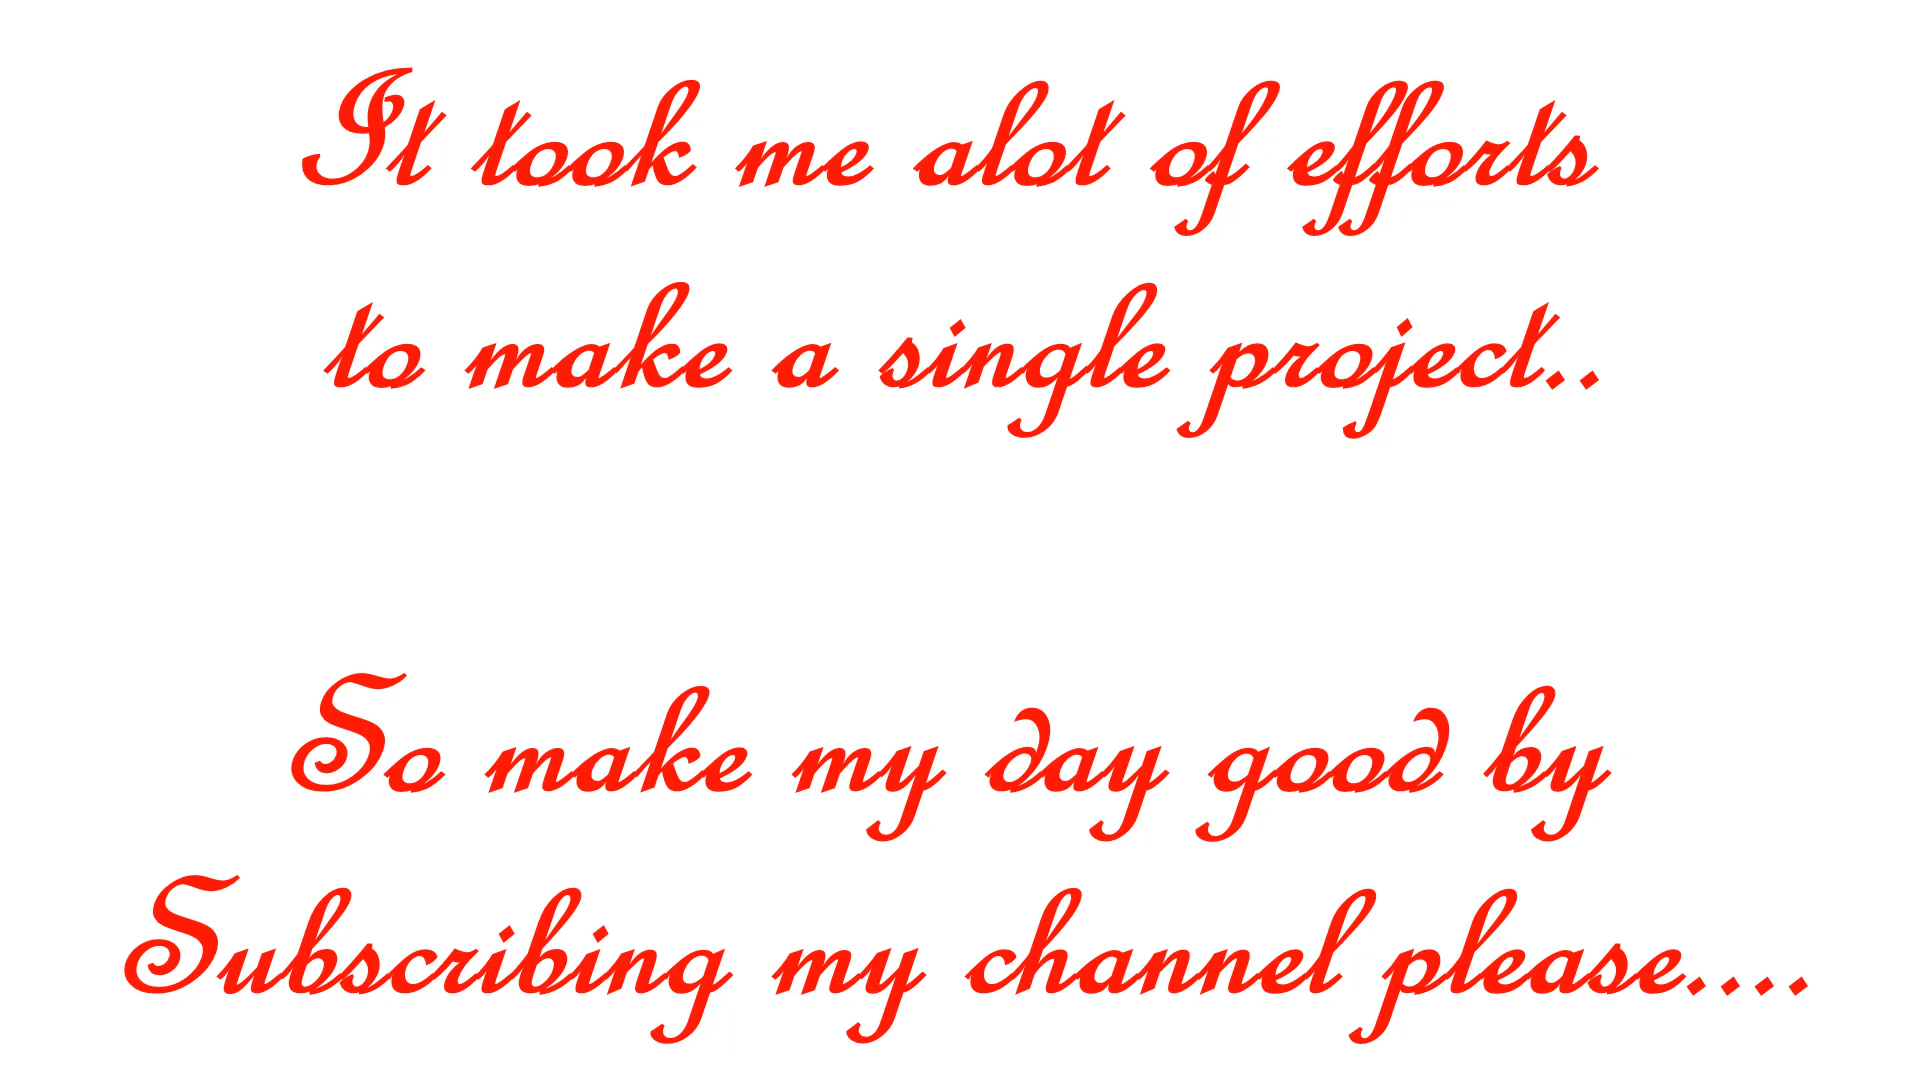 It took me alot of efforts
to make a single project..
So make my day good by
Subscribing my channel please....